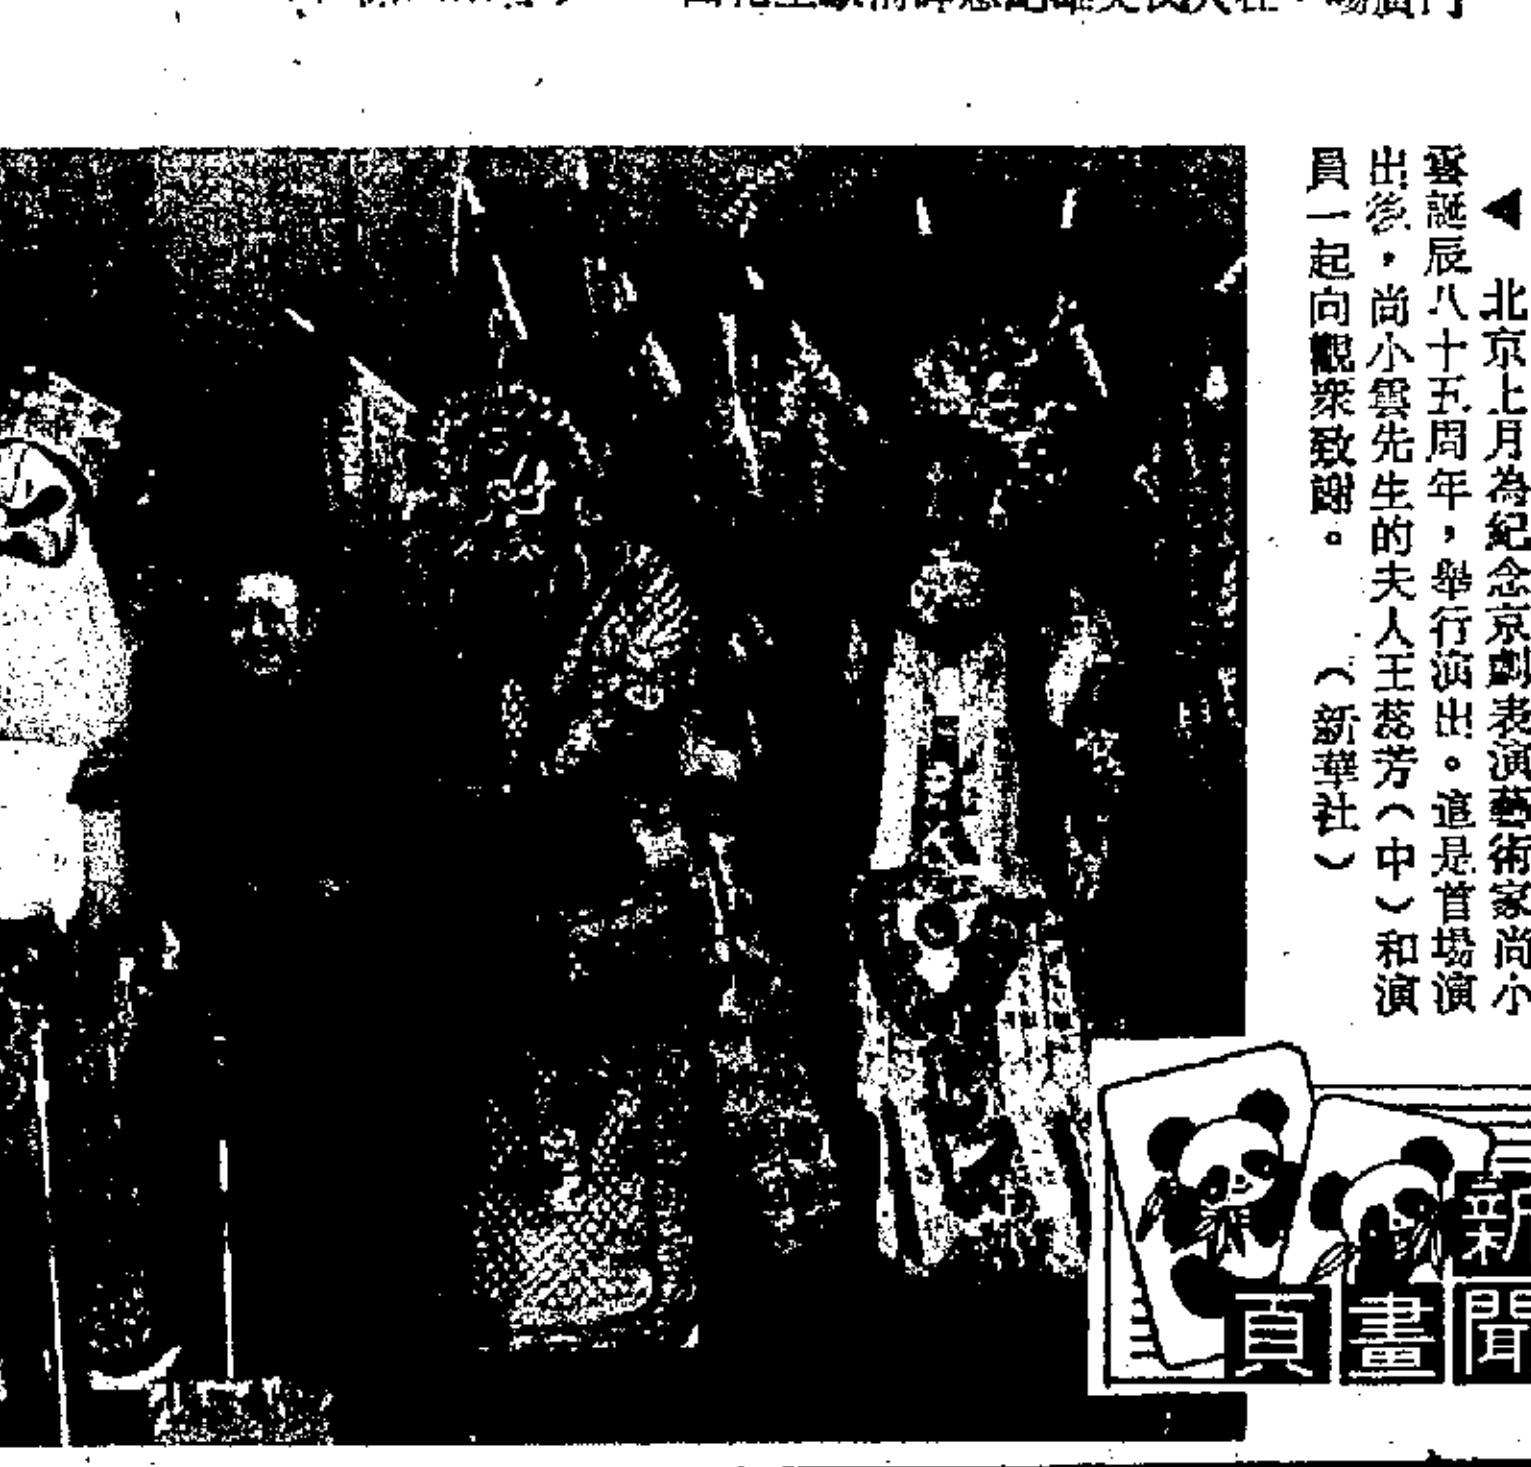 ◀ 北京上月為紀念京劇表演藝術家尚小
雲誕辰八十五周年，舉行演出。這是首場演
出後，尚小雲先生的夫人王蕊芳（中）和演
員一起向觀衆致謝。 （新華社）
新
聞畫頁